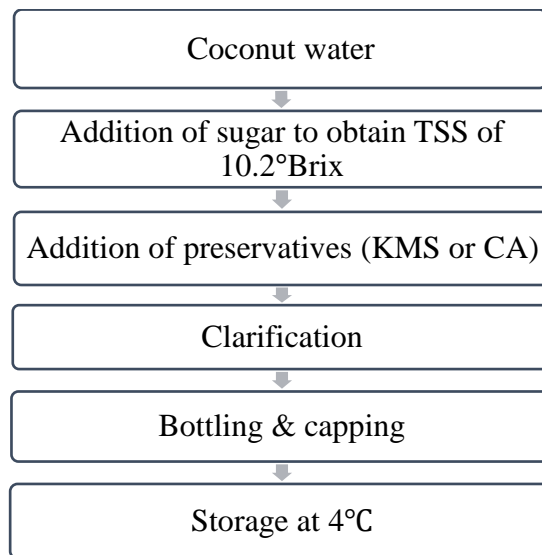 Coconut water
Addition of sugar to obtain TSS of
10.2°Brix
Addition of preservatives (KMS or CA)
Clarification
Bottling & capping
Storage at 4℃